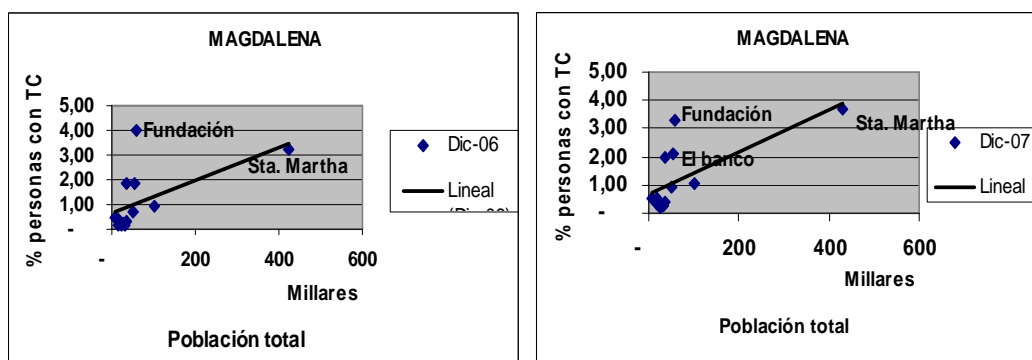 MAGDALENA
% personas con TC
5,00
4,00
3,00
2,00
1,00
-
Fundación
Sta. Martha
- 200 400 600
Millares
Población total
Dic-06
Lineal
MAGDALENA
% personas con TC
5,00
4,00
3,00
2,00
1,00
-
Fundación
El banco
Sta. Martha
- 200 400 600
Millares
Población total
Dic-07
Lineal